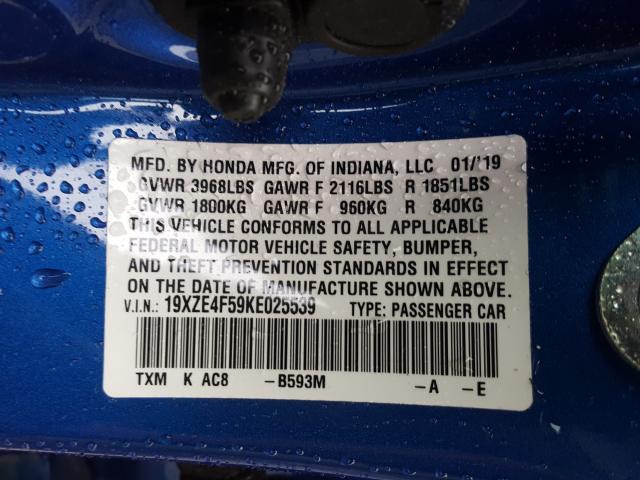 MFD. BY HONDA MFG. OF INDIANA, LLC 01/'19
GVWR 3968LBS GAWR F 2116LBS R 1851LBS
GVWR 1800KG GAWR F 960KG R 840KG
THIS VEHICLE CONFORMS TO ALL APPLICABLE
FEDERAL MOTOR VEHICLE SAFETY, BUMPER,
AND THEFT PREVENTION STANDARDS IN EFFECT
ON THE DATE OF MANUFACTURE SHOWN ABOVE.
V.I.N.: 19XZE4F59KE025539 TYPE: PASSENGER CAR
TXM K AC8 -B593M -A -E